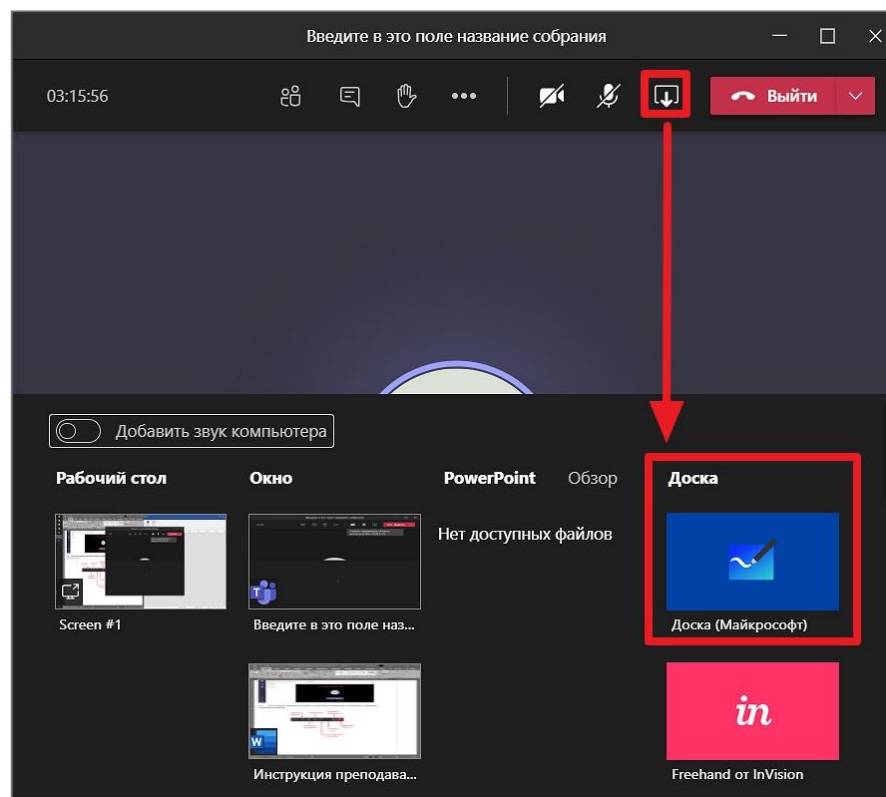 Введите в это поле название собрания
03:15:56
Выйти
Добавить звук компьютера
Рабочий стол
Окно
PowerPoint
Обзор
Доска
Нет доступных файлов
Screen #1
Введите в это поле наз...
Доска (Майкрософт)
in
Инструкция преподава...
Freehand от InVision